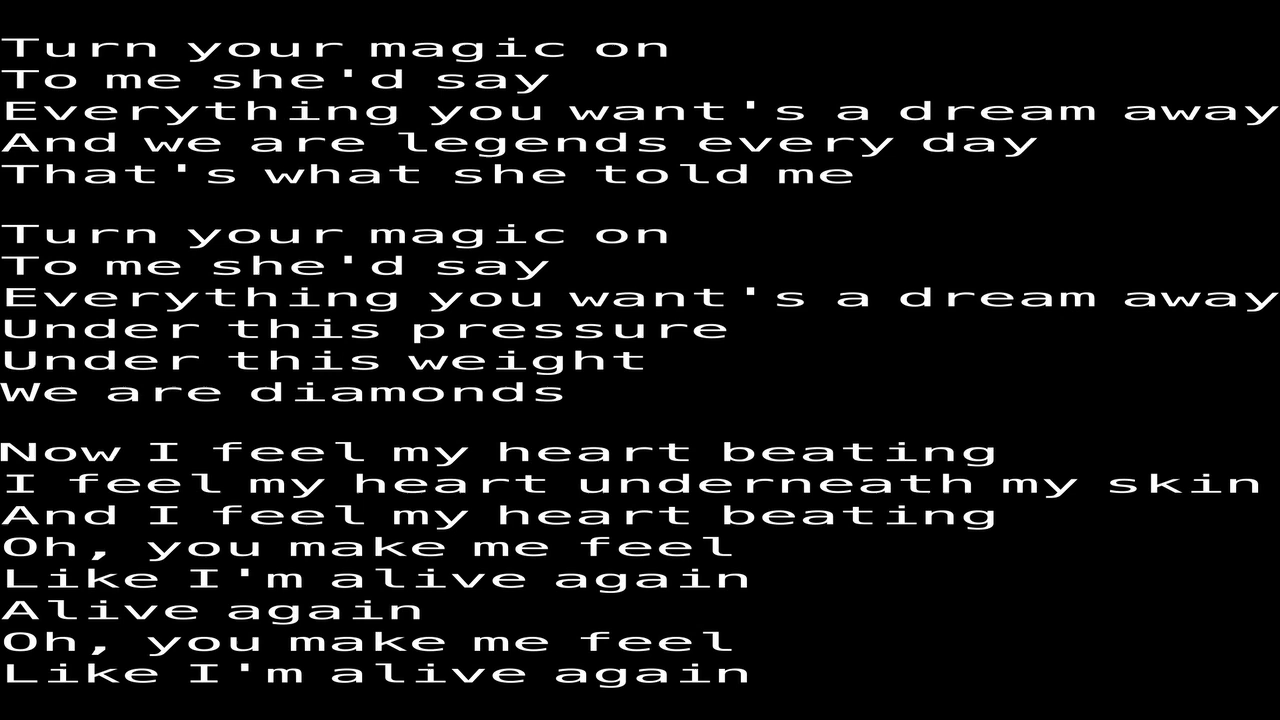 Turn your magic on
To me she'd say
Everything you want's a dream away
And we are legends every day
That's what she told me

Turn your magic on
To me she'd say
Everything you want's a dream away
Under this pressure
Under this weight
We are diamonds

Now I feel my heart beating
I feel my heart underneath my skin
And I feel my heart beating
Oh, you make me feel
Like I'm alive again
Alive again
Oh, you make me feel
Like I'm alive again